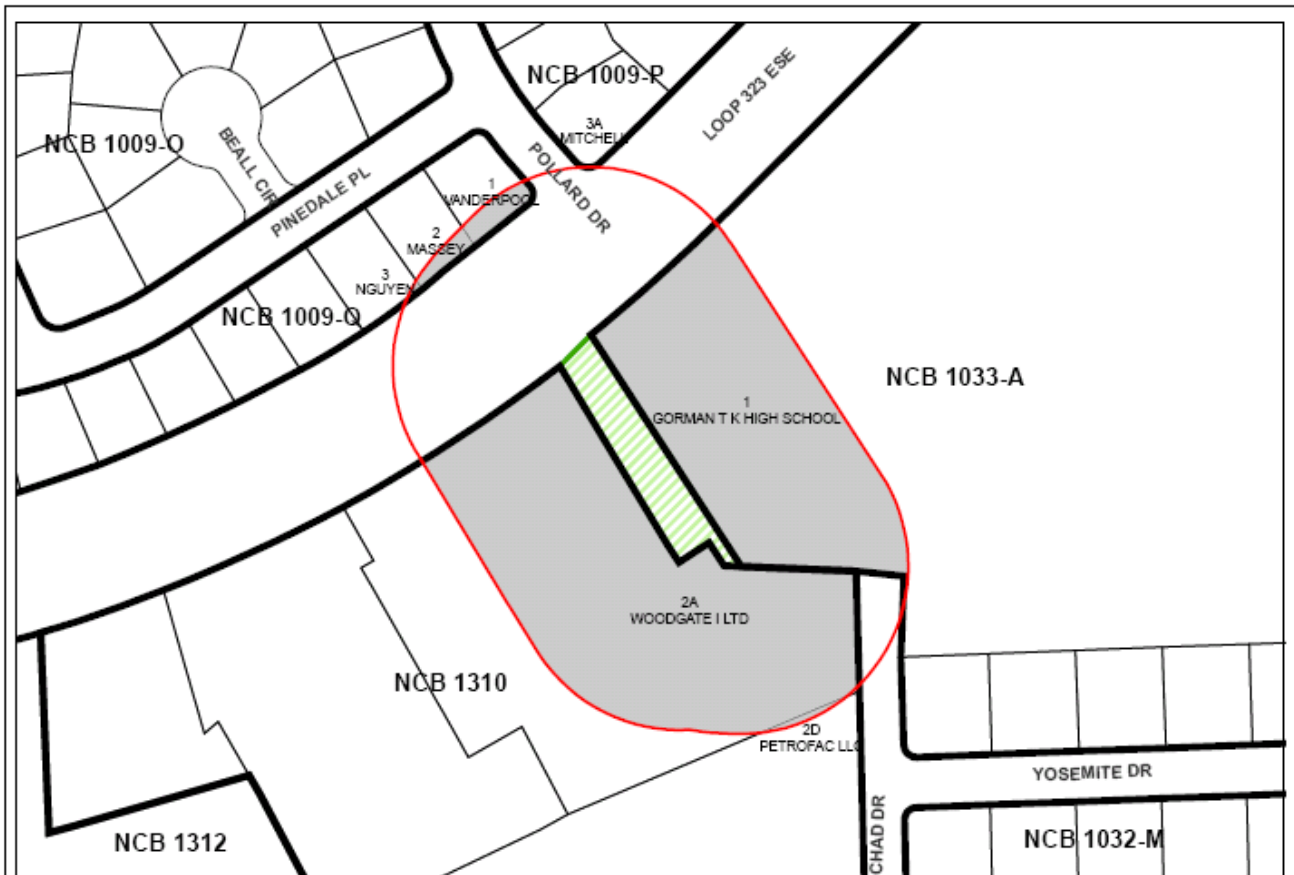 NCB 1009-P
LOOP 323 ESE
3A
MITCHELL
NCB 1009-O
BEALL CIR
POLLARD DR
PINEDALE PL
1
VANDERPOOL
2
MASSEY
3
NGUYEN
NCB 1009-Q
NCB 1033-A
1
GORMAN T K HIGH SCHOOL
2A
WOODGATE I LTD
NCB 1310
2D
PETROFAC LLC
YOSEMITE DR
CHAD DR
NCB 1312
NCB 1032-M